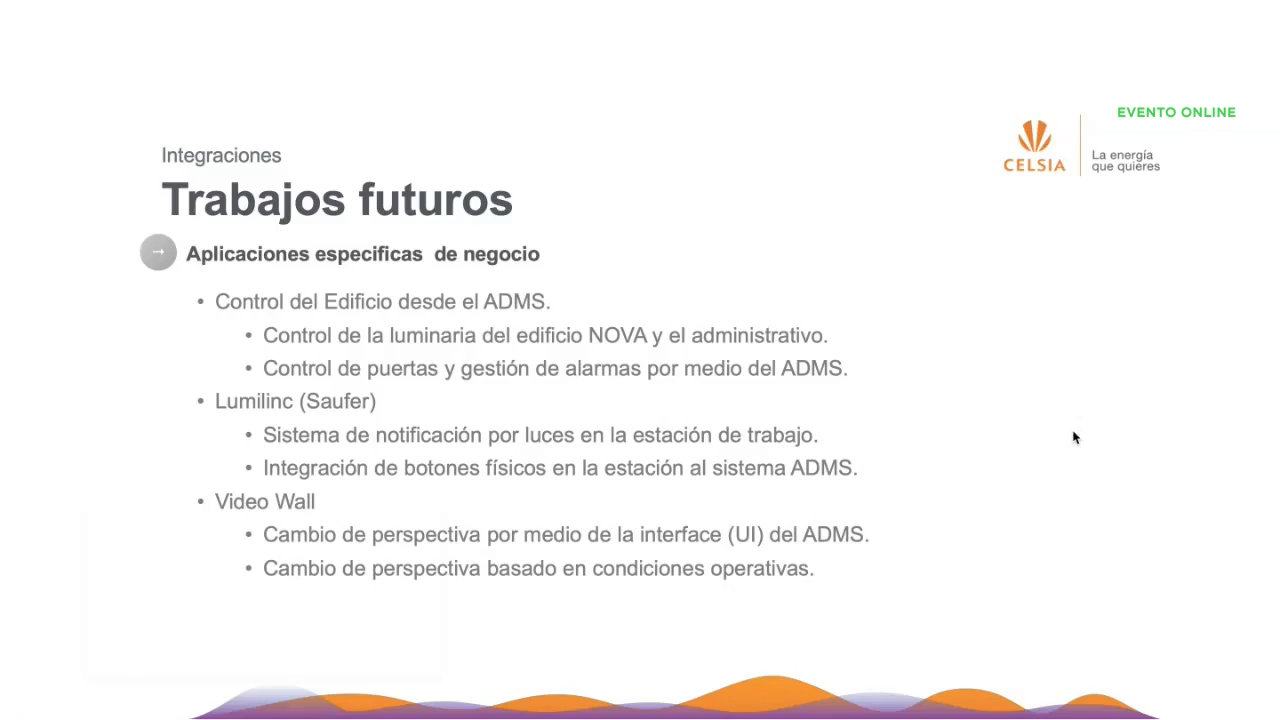 EVENTO ONLINE
CELSIA
La energía
que quieres
Integraciones
Trabajos futuros
→ Aplicaciones especificas de negocio
• Control del Edificio desde el ADMS.
• Control de la luminaria del edificio NOVA y el administrativo.
• Control de puertas y gestión de alarmas por medio del ADMS.
• Lumilinc (Saufer)
• Sistema de notificación por luces en la estación de trabajo.
• Integración de botones físicos en la estación al sistema ADMS.
• Video Wall
• Cambio de perspectiva por medio de la interface (UI) del ADMS.
• Cambio de perspectiva basado en condiciones operativas.